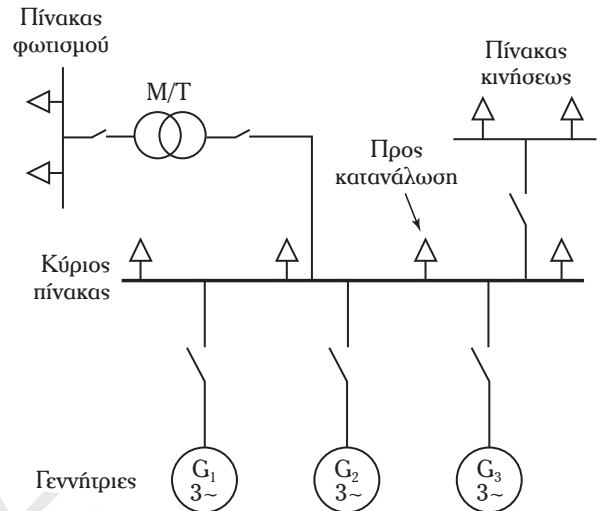 Πίνακας
φωτισμού
M/T
Πίνακας
κινήσεως
Προς
κατανάλωση
Κύριος
πίνακας
Γεννήτριες
G₁
3~
G₂
3~
G₃
3~